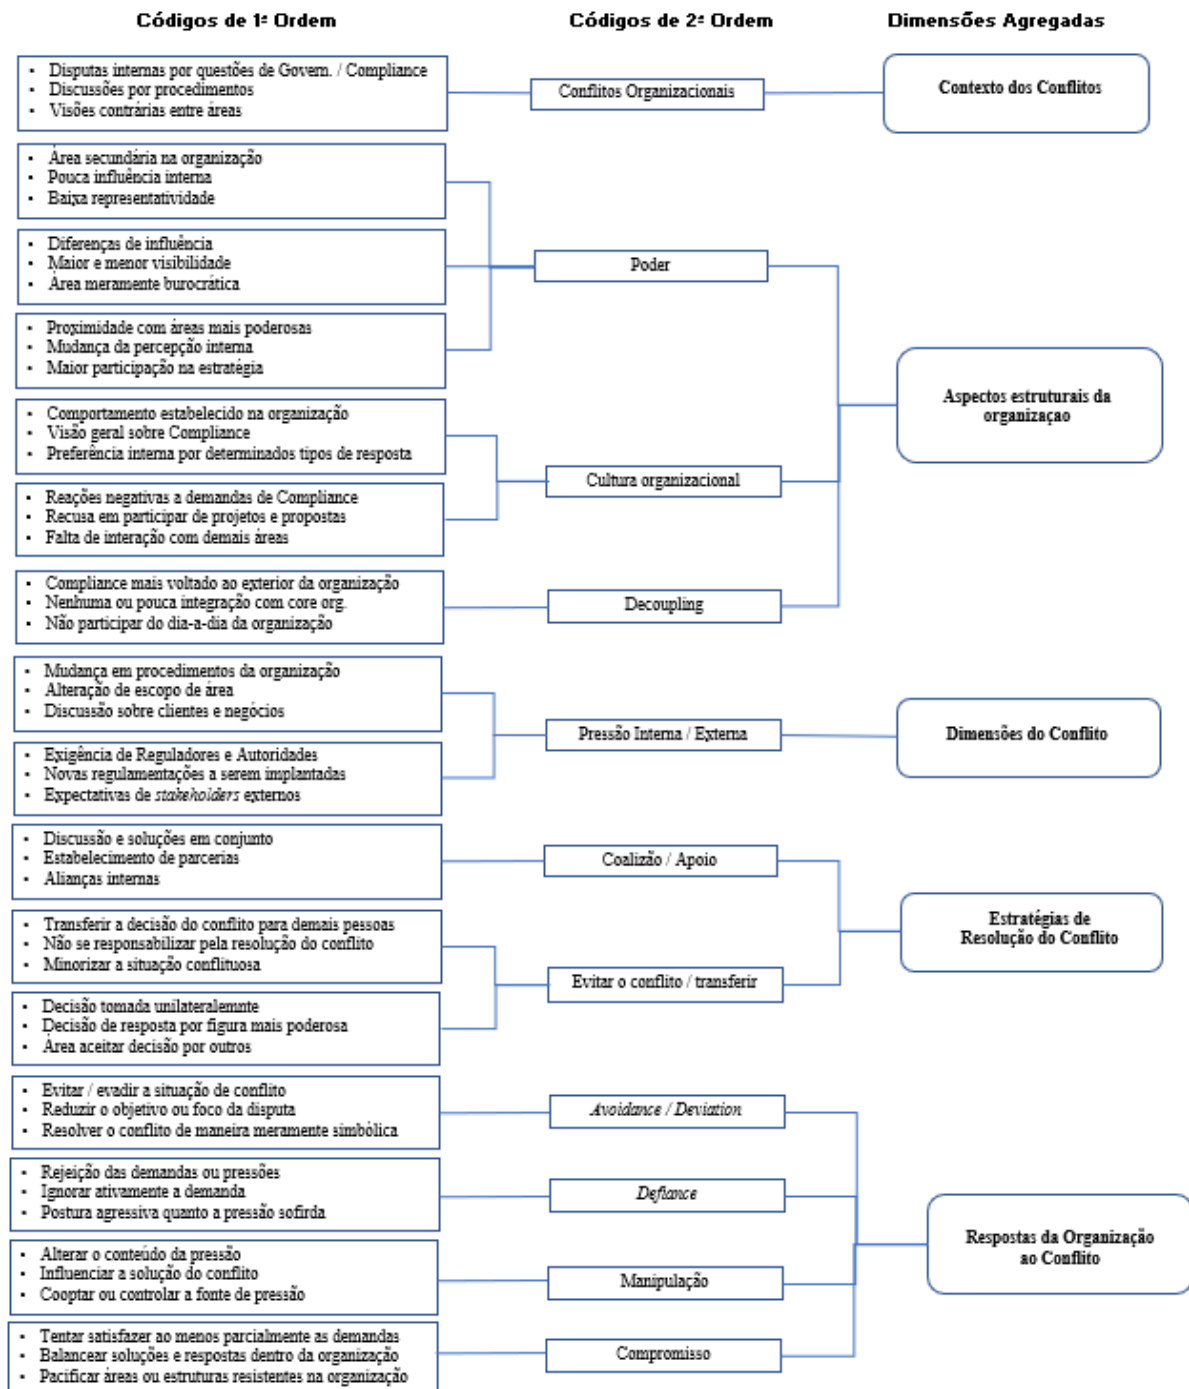 Códigos de 1ª Ordem
Códigos de 2ª Ordem
Dimensões Agregadas
▪ Disputas internas por questões de Govern. / Compliance
▪ Discussões por procedimentos
▪ Visões contrárias entre áreas
Conflitos Organizacionais
Contexto dos Conflitos
▪ Área secundária na organização
▪ Pouca influência interna
▪ Baixa representatividade
▪ Diferenças de influência
▪ Maior e menor visibilidade
▪ Área meramente burocrática
Poder
▪ Proximidade com áreas mais poderosas
▪ Mudança da percepção interna
▪ Maior participação na estratégia
Aspectos estruturais da
organizaçao
▪ Comportamento estabelecido na organização
▪ Visão geral sobre Compliance
▪ Preferência interna por determinados tipos de resposta
Cultura organizacional
▪ Reações negativas a demandas de Compliance
▪ Recusa em participar de projetos e propostas
▪ Falta de interação com demais áreas
▪ Compliance mais voltado ao exterior da organização
▪ Nenhuma ou pouca integração com core org.
▪ Não participar do dia-a-dia da organização
Decoupling
▪ Mudança em procedimentos da organização
▪ Alteração de escopo de área
▪ Discussão sobre clientes e negócios
Pressão Interna / Externa
Dimensões do Conflito
▪ Exigência de Reguladores e Autoridades
▪ Novas regulamentações a serem implantadas
▪ Expectativas de stakeholders externos
▪ Discussão e soluções em conjunto
▪ Estabelecimento de parcerias
▪ Alianças internas
Coalizão / Apoio
▪ Transferir a decisão do conflito para demais pessoas
▪ Não se responsabilizar pela resolução do conflito
▪ Minorizar a situação conflituosa
Estratégias de
Resolução do Conflito
Evitar o conflito / transferir
▪ Decisão tomada unilateralemnte
▪ Decisão de resposta por figura mais poderosa
▪ Área aceitar decisão por outros
▪ Evitar / evadir a situação de conflito
▪ Reduzir o objetivo ou foco da disputa
▪ Resolver o conflito de maneira meramente simbólica
Avoidance / Deviation
▪ Rejeição das demandas ou pressões
▪ Ignorar ativamente a demanda
▪ Postura agressiva quanto a pressão sofirda
Defiance
Respostas da Organização
ao Conflito
▪ Alterar o conteúdo da pressão
▪ Influenciar a solução do conflito
▪ Cooptar ou controlar a fonte de pressão
Manipulação
▪ Tentar satisfazer ao menos parcialmente as demandas
▪ Balancear soluções e respostas dentro da organização
▪ Pacificar áreas ou estruturas resistentes na organização
Compromisso